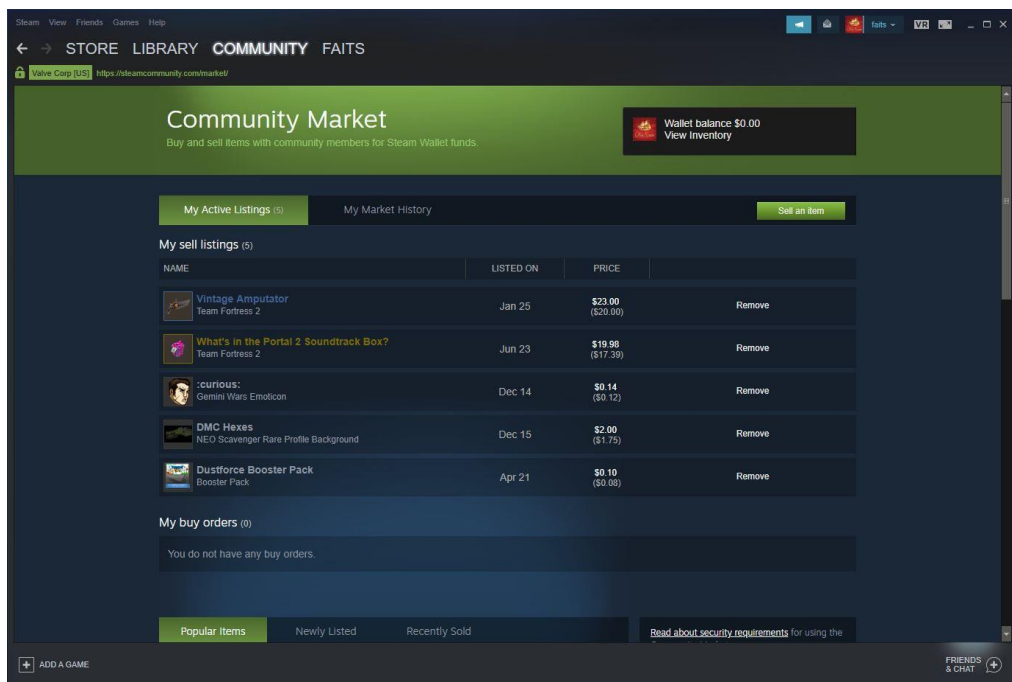 Steam View Friends Games Help
faits
VR
STORE LIBRARY COMMUNITY FAITS
Valve Corp [US] https://steamcommunity.com/market/
Community Market
Buy and sell items with community members for Steam Wallet funds.
Wallet balance $0.00
View Inventory
My Active Listings (5) My Market History Sell an item
My sell listings (5)
NAME LISTED ON PRICE
Vintage Amputator
Team Fortress 2
Jan 25
$23.00
($20.00)
Remove
What's in the Portal 2 Soundtrack Box?
Team Fortress 2
Jun 23
$19.98
($17.39)
Remove
:curious:
Gemini Wars Emoticon
Dec 14
$0.14
($0.12)
Remove
DMC Hexes
NEO Scavenger Rare Profile Background
Dec 15
$2.00
($1.75)
Remove
Dustforce Booster Pack
Booster Pack
Apr 21
$0.10
($0.08)
Remove
My buy orders (0)
You do not have any buy orders.
Popular Items Newly Listed Recently Sold
Read about security requirements for using the
ADD A GAME
FRIENDS
& CHAT